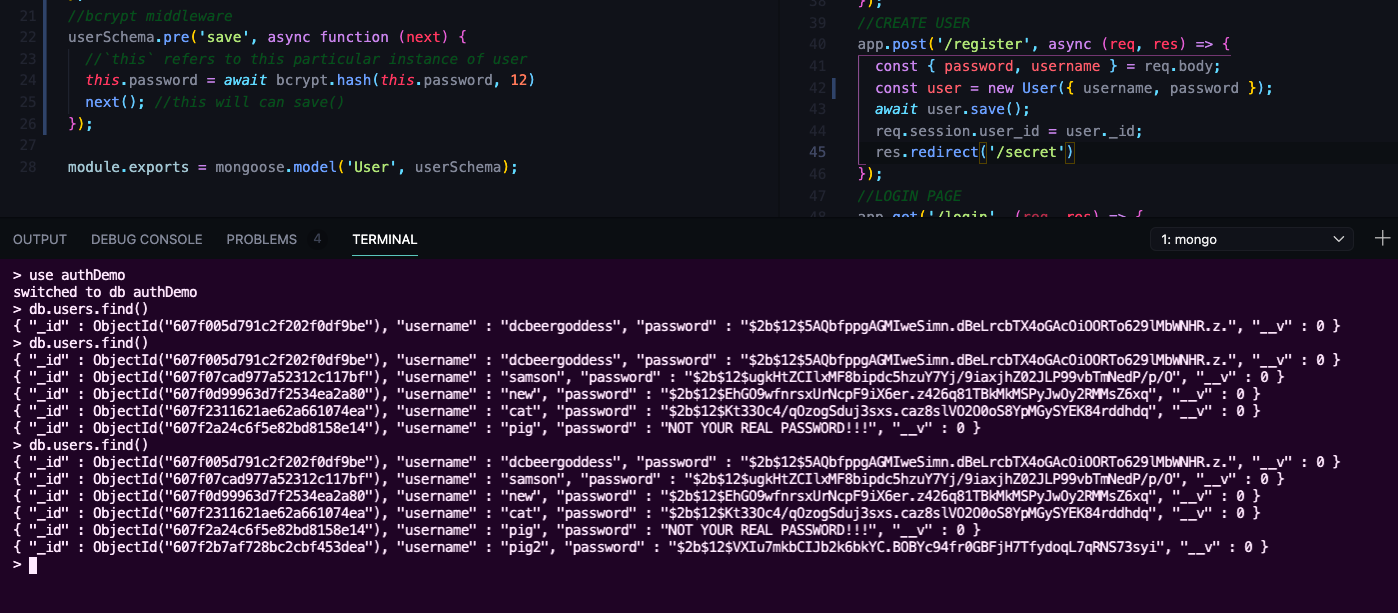 21 //bcrypt middleware
22 userSchema.pre('save', async function (next) {
23 //`this` refers to this particular instance of user
24 this.password = await bcrypt.hash(this.password, 12)
25 next(); //this will can save()
26 });
27
28 module.exports = mongoose.model('User', userSchema);
38 });
39 //CREATE USER
40 app.post('/register', async (req, res) => {
41 const { password, username } = req.body;
42 const user = new User({ username, password });
43 await user.save();
44 req.session.user_id = user._id;
45 res.redirect('/secret')
46 });
47 //LOGIN PAGE
48 app.get('/login', (req, res) => {
OUTPUT DEBUG CONSOLE PROBLEMS 4 TERMINAL 1: mongo
> use authDemo
switched to db authDemo
> db.users.find()
{ "_id" : ObjectId("607f005d791c2f202f0df9be"), "username" : "dcbeergoddess", "password" : "$2b$12$5AQbfppgAGMIweSimn.dBeLrcbTX4oGAcOiOORTo629lMbWNHR.z.", "__v" : 0 }
> db.users.find()
{ "_id" : ObjectId("607f005d791c2f202f0df9be"), "username" : "dcbeergoddess", "password" : "$2b$12$5AQbfppgAGMIweSimn.dBeLrcbTX4oGAcOiOORTo629lMbWNHR.z.", "__v" : 0 }
{ "_id" : ObjectId("607f07cad977a52312c117bf"), "username" : "samson", "password" : "$2b$12$ugkHtZCIlxMF8bipdc5hzuY7Yj/9iaxjhZ02JLP99vbTmNedP/p/O", "__v" : 0 }
{ "_id" : ObjectId("607f0d99963d7f2534ea2a80"), "username" : "new", "password" : "$2b$12$EhGO9wfnrsxUrNcpF9iX6er.z426q81TBkMkMSPyJwOy2RMMsZ6xq", "__v" : 0 }
{ "_id" : ObjectId("607f2311621ae62a661074ea"), "username" : "cat", "password" : "$2b$12$Kt33Oc4/qOzogSduj3sxs.caz8slVO2O0oS8YpMGySYEK84rddhdq", "__v" : 0 }
{ "_id" : ObjectId("607f2a24c6f5e82bd8158e14"), "username" : "pig", "password" : "NOT YOUR REAL PASSWORD!!!", "__v" : 0 }
> db.users.find()
{ "_id" : ObjectId("607f005d791c2f202f0df9be"), "username" : "dcbeergoddess", "password" : "$2b$12$5AQbfppgAGMIweSimn.dBeLrcbTX4oGAcOiOORTo629lMbWNHR.z.", "__v" : 0 }
{ "_id" : ObjectId("607f07cad977a52312c117bf"), "username" : "samson", "password" : "$2b$12$ugkHtZCIlxMF8bipdc5hzuY7Yj/9iaxjhZ02JLP99vbTmNedP/p/O", "__v" : 0 }
{ "_id" : ObjectId("607f0d99963d7f2534ea2a80"), "username" : "new", "password" : "$2b$12$EhGO9wfnrsxUrNcpF9iX6er.z426q81TBkMkMSPyJwOy2RMMsZ6xq", "__v" : 0 }
{ "_id" : ObjectId("607f2311621ae62a661074ea"), "username" : "cat", "password" : "$2b$12$Kt33Oc4/qOzogSduj3sxs.caz8slVO2O0oS8YpMGySYEK84rddhdq", "__v" : 0 }
{ "_id" : ObjectId("607f2a24c6f5e82bd8158e14"), "username" : "pig", "password" : "NOT YOUR REAL PASSWORD!!!", "__v" : 0 }
{ "_id" : ObjectId("607f2b7af728bc2cbf453dea"), "username" : "pig2", "password" : "$2b$12$VXIu7mkbCIJb2k6bkYC.BOBYc94fr0GBFjH7TfydoqL7qRNS73syi", "__v" : 0 }
>